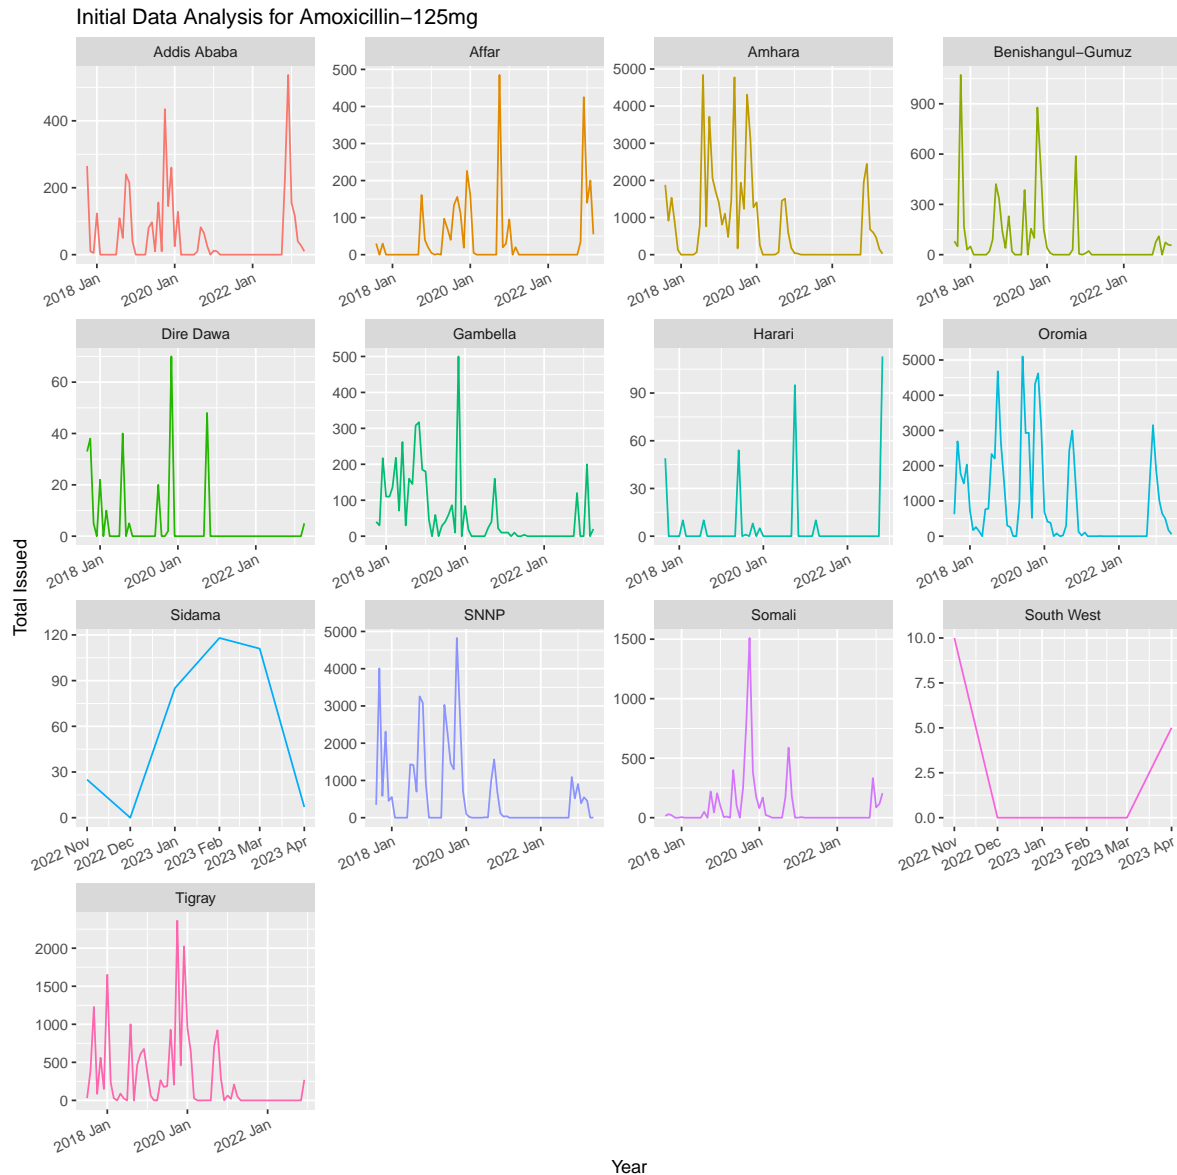 Initial Data Analysis for Amoxicillin−125mg
Addis Ababa
Affar
Amhara
Benishangul−Gumuz
400
200
0
2018 Jan
2020 Jan
2022 Jan
500
400
300
200
100
0
2018 Jan
2020 Jan
2022 Jan
5000
4000
3000
2000
1000
0
2018 Jan
2020 Jan
2022 Jan
900
600
300
0
2018 Jan
2020 Jan
2022 Jan
Dire Dawa
Gambella
Harari
Oromia
60
40
20
0
2018 Jan
2020 Jan
2022 Jan
500
400
300
200
100
0
2018 Jan
2020 Jan
2022 Jan
90
60
30
0
2018 Jan
2020 Jan
2022 Jan
5000
4000
3000
2000
1000
0
2018 Jan
2020 Jan
2022 Jan
Total Issued
Sidama
SNNP
Somali
South West
120
90
60
30
0
2022 Nov
2022 Dec
2023 Jan
2023 Feb
2023 Mar
2023 Apr
5000
4000
3000
2000
1000
0
2018 Jan
2020 Jan
2022 Jan
1500
1000
500
0
2018 Jan
2020 Jan
2022 Jan
10.0
7.5
5.0
2.5
0.0
2022 Nov
2022 Dec
2023 Jan
2023 Feb
2023 Mar
2023 Apr
Tigray
2000
1500
1000
500
0
2018 Jan
2020 Jan
2022 Jan
Year